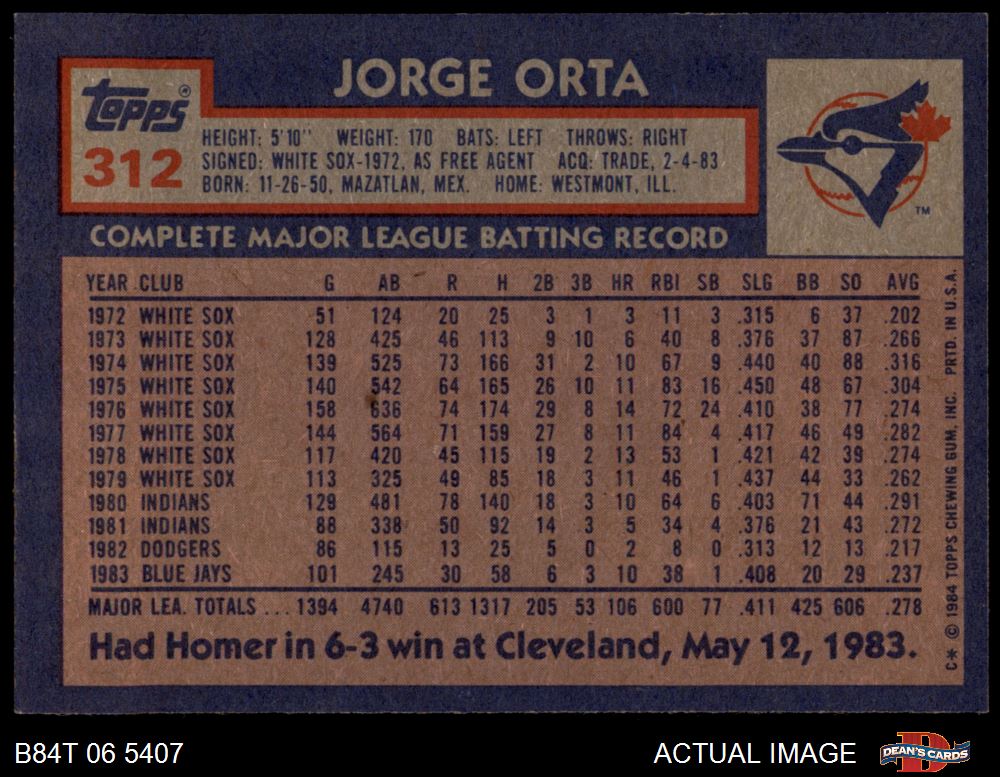 JORGE ORTA
TOPPS®
312
HEIGHT: 5'10" WEIGHT: 170 BATS: LEFT THROWS: RIGHT
SIGNED: WHITE SOX-1972, AS FREE AGENT ACQ: TRADE, 2-4-83
BORN: 11-26-50, MAZATLAN, MEX. HOME: WESTMONT, ILL.
TM
COMPLETE MAJOR LEAGUE BATTING RECORD
YEAR CLUB G AB R H 2B 3B HR RBI SB SLG BB SO AVG
1972 WHITE SOX 51 124 20 25 3 1 3 11 3 .315 6 37 .202
1973 WHITE SOX 128 425 46 113 9 10 6 40 8 .376 37 87 .266
1974 WHITE SOX 139 525 73 166 31 2 10 67 9 .440 40 88 .316
1975 WHITE SOX 140 542 64 165 26 10 11 83 16 .450 48 67 .304
1976 WHITE SOX 158 636 74 174 29 8 14 72 24 .410 38 77 .274
1977 WHITE SOX 144 564 71 159 27 8 11 84 4 .417 46 49 .282
1978 WHITE SOX 117 420 45 115 19 2 13 53 1 .421 42 39 .274
1979 WHITE SOX 113 325 49 85 18 3 11 46 1 .437 44 33 .262
1980 INDIANS 129 481 78 140 18 3 10 64 6 .403 71 44 .291
1981 INDIANS 88 338 50 92 14 3 5 34 4 .376 21 43 .272
1982 DODGERS 86 115 13 25 5 0 2 8 0 .313 12 13 .217
1983 BLUE JAYS 101 245 30 58 6 3 10 38 1 .408 20 29 .237
MAJOR LEA. TOTALS ... 1394 4740 613 1317 205 53 106 600 77 .411 425 606 .278
Had Homer in 6-3 win at Cleveland, May 12, 1983.
C* © 1984 TOPPS CHEWING GUM, INC. PRTD. IN U.S.A.
B84T 06 5407
ACTUAL IMAGE
D
DEAN'S CARDS